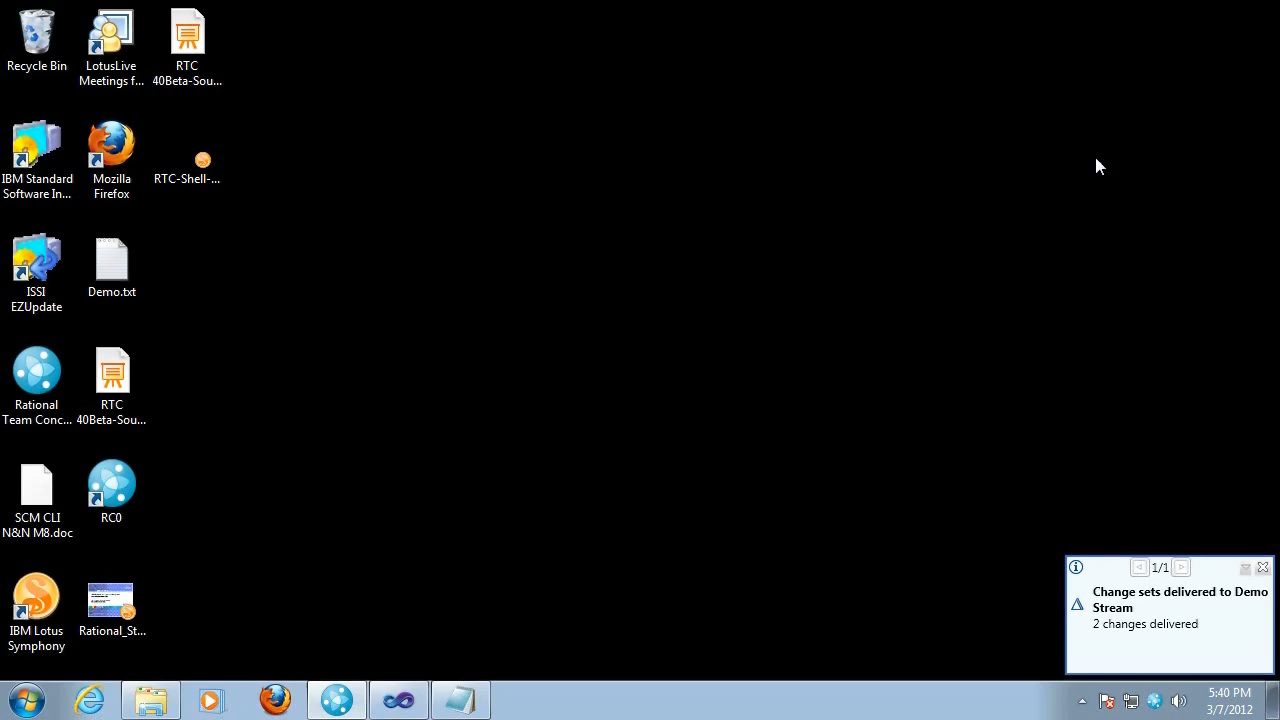 Recycle Bin
LotusLive
Meetings f...
RTC
40Beta-Sou...
IBM Standard
Software In...
Mozilla
Firefox
RTC-Shell-...
ISSI
EZUpdate
Demo.txt
Rational
Team Conc...
RTC
40Beta-Sou...
SCM CLI
N&N M8.doc
RC0
IBM Lotus
Symphony
Rational_St...
1/1
Change sets delivered to Demo
Stream
2 changes delivered
5:40 PM
3/7/2012